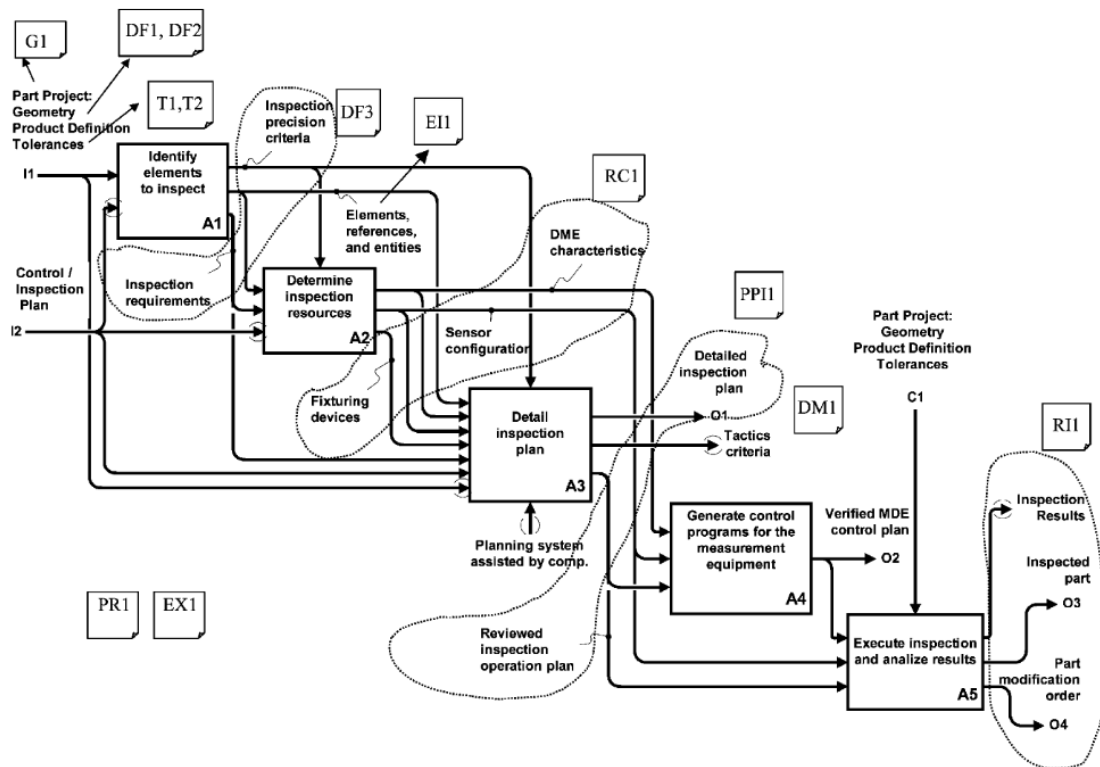 G1
DF1, DF2
Part Project:
Geometry
Product Definition
Tolerances
T1,T2
Inspection
precision
criteria
DF3
EI1
RC1
I1
Identify
elements
to inspect
A1
Elements,
references,
and entities
DME
characteristics
Control /
Inspection
Plan
Inspection
requirements
Determine
inspection
resources
A2
PPI1
I2
Sensor
configuration
Part Project:
Geometry
Product Definition
Tolerances
Detailed
inspection
plan
Fixturing
devices
Detail
inspection
plan
A3
O1
DM1
C1
Tactics
criteria
RI1
Planning system
assisted by comp.
Generate control
programs for the
measurement
equipment
A4
Verified MDE
control plan
O2
Inspection
Results
Inspected
part
O3
PR1
EX1
Reviewed
inspection
operation plan
Execute inspection
and analize results
A5
Part
modification
order
O4